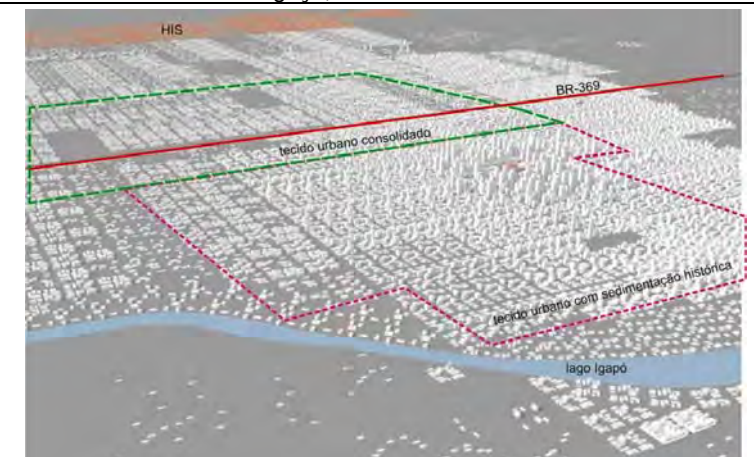 HIS
BR-369
tecido urbano consolidado
tecido urbano com sedimentação histórica
lago Igapó